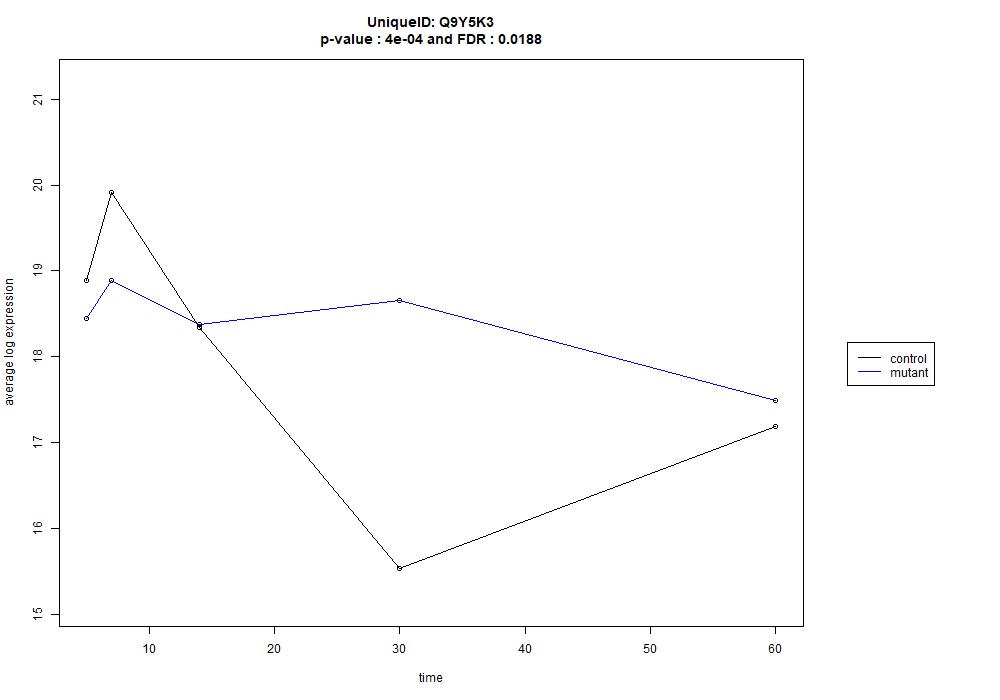 UniqueID: Q9Y5K3
p-value : 4e-04 and FDR : 0.0188
average log expression
21
20
19
18
17
16
15
10 20 30 40 50 60
time
control
mutant